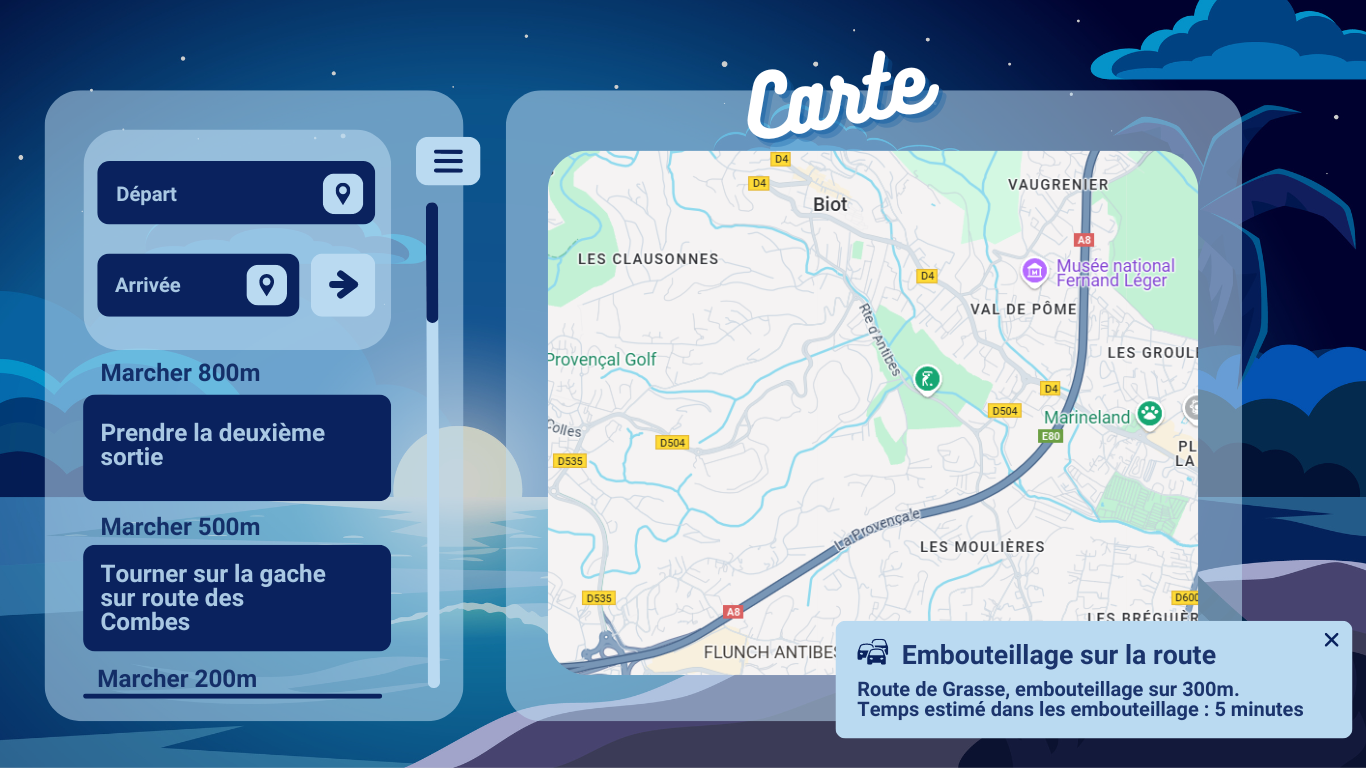 Carte
Départ
Arrivée
Marcher 800m
Prendre la deuxième
sortie
Marcher 500m
Tourner sur la gache
sur route des
Combes
Marcher 200m
D4
D4
VAUGRENIER
Biot
A8
LES CLAUSONNES
Musée national
Fernand Léger
D4
VAL DE PÔME
Rte d'Antibes
LES GROULE
Provençal Golf
D4
D504
Marineland
Colles
E80
D504
PL
LA
D535
La Provençale
LES MOULIÈRES
D535
D600
A8
LES BRÉGUIÈR
FLUNCH ANTIBES
Embouteillage sur la route
Route de Grasse, embouteillage sur 300m.
Temps estimé dans les embouteillage : 5 minutes